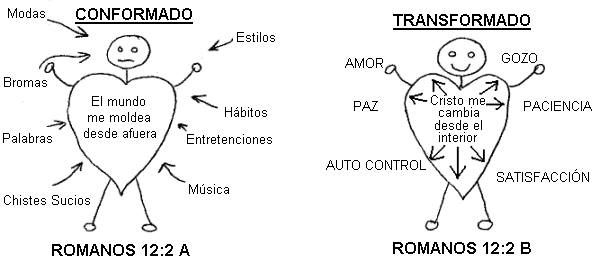 CONFORMADO
Modas
Estilos
Bromas
El mundo
me moldea
desde afuera
Hábitos
Palabras
Entretenciones
Chistes Sucios
Música
ROMANOS 12:2 A
TRANSFORMADO
AMOR
GOZO
PAZ
Cristo me
cambia
desde el
interior
PACIENCIA
AUTO CONTROL
SATISFACCIÓN
ROMANOS 12:2 B